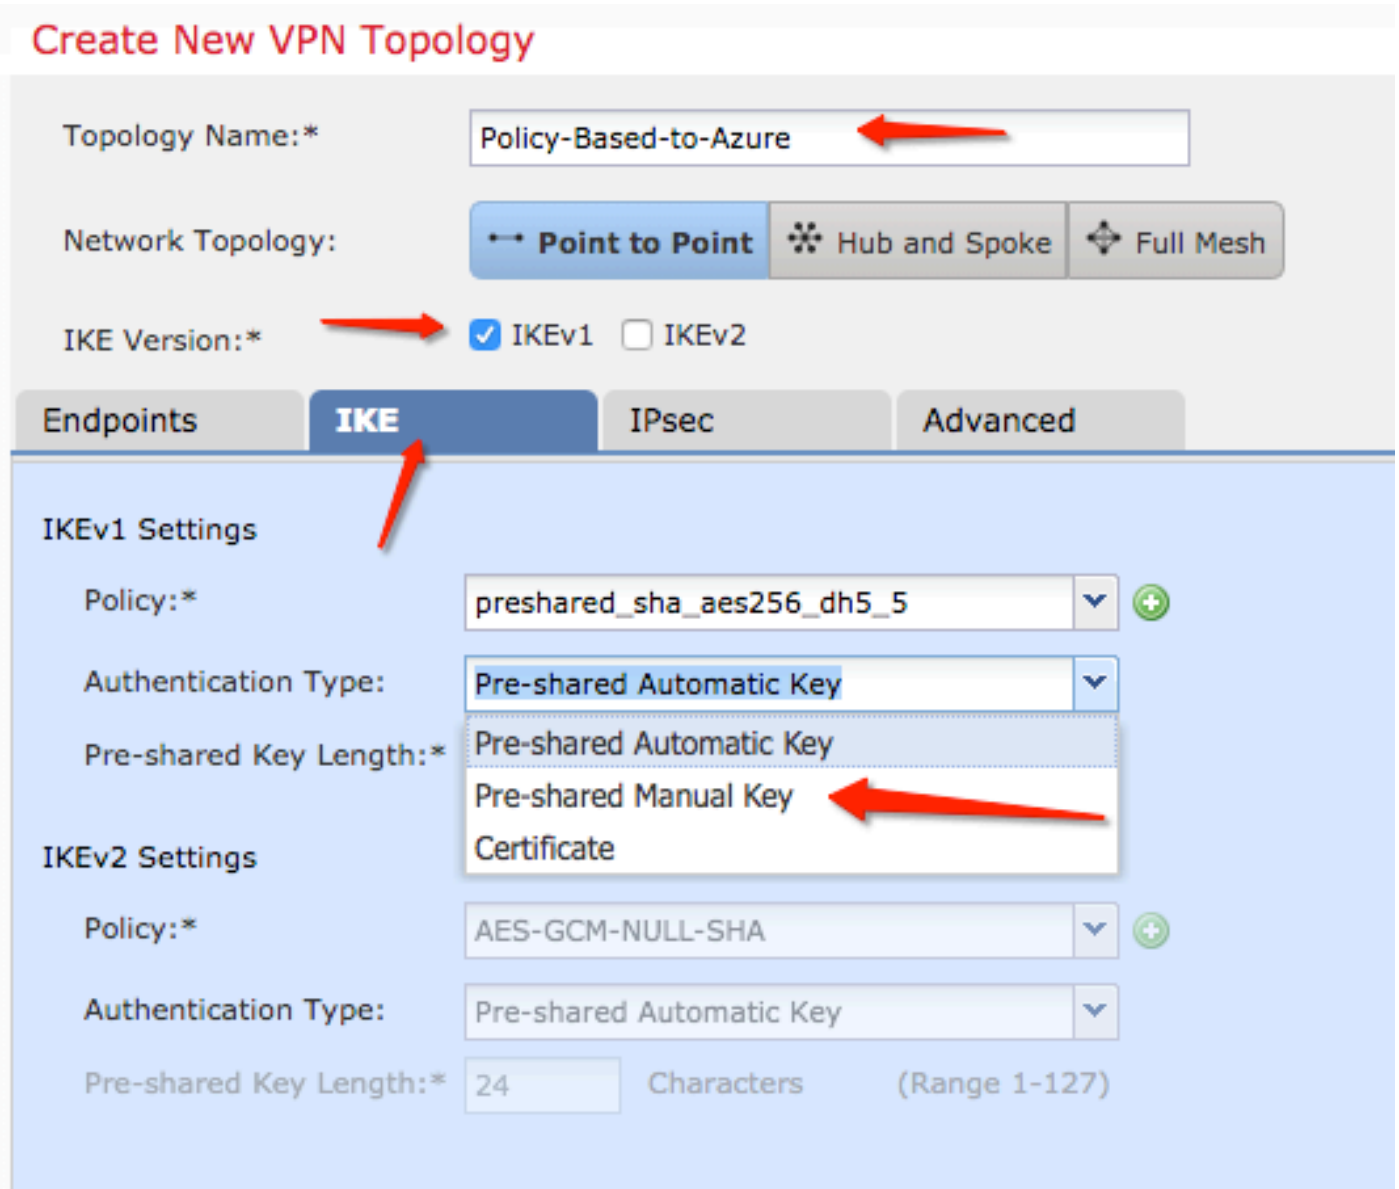 Create New VPN Topology
Topology Name:* Policy-Based-to-Azure
Network Topology: Point to Point Hub and Spoke Full Mesh
IKE Version:* IKEv1 IKEv2
Endpoints IKE IPsec Advanced
IKEv1 Settings
Policy:* preshared_sha_aes256_dh5_5
Authentication Type: Pre-shared Automatic Key
Pre-shared Key Length:* Pre-shared Automatic Key
Pre-shared Manual Key
Certificate
IKEv2 Settings
Policy:* AES-GCM-NULL-SHA
Authentication Type: Pre-shared Automatic Key
Pre-shared Key Length:* 24 Characters (Range 1-127)